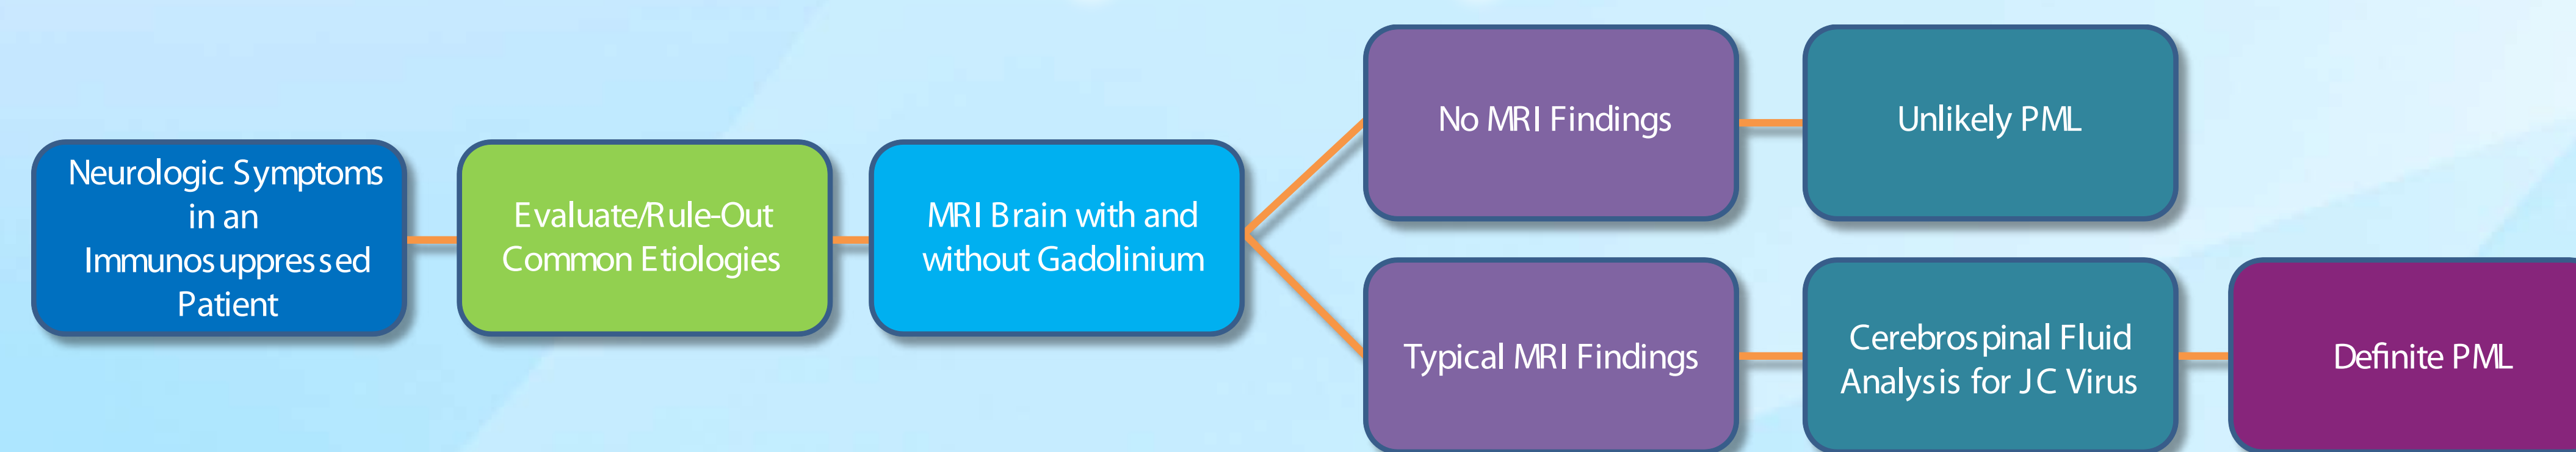 Neurologic Symptoms
in an
Immunosuppressed
Patient
Evaluate/Rule-Out
Common Etiologies
MRI Brain with and
without Gadolinium
No MRI Findings
Unlikely PML
Typical MRI Findings
Cerebrospinal Fluid
Analysis for JC Virus
Definite PML